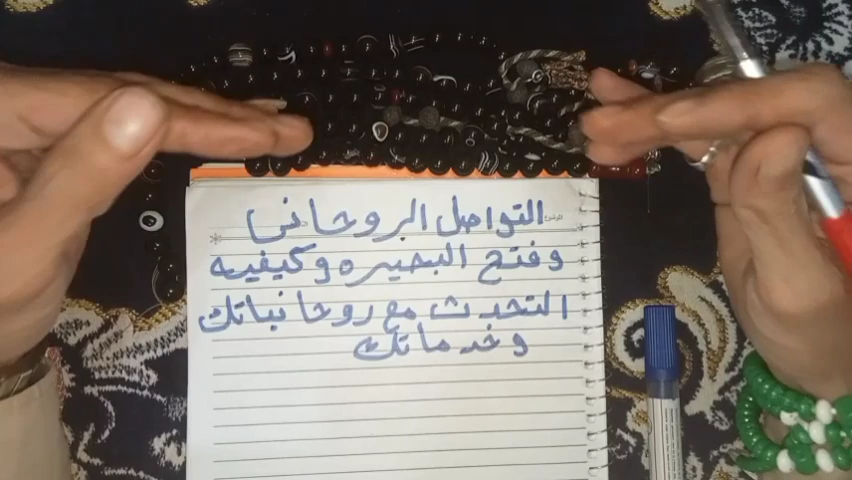 التواصل الروحاني
وفتح البصيره وكيفيه
التحدث مع روحانياتك
وخدماتك